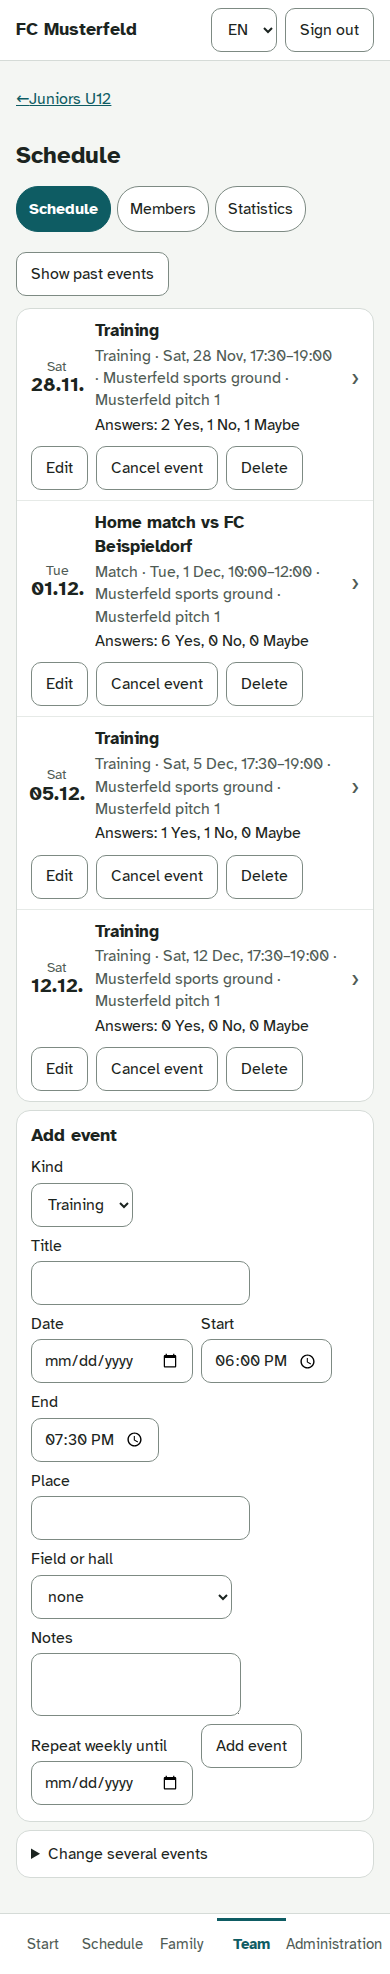 FC Musterfeld
EN
Sign out
←Juniors U12
Schedule
Schedule
Members
Statistics
Show past events
Training
Sat
28.11.
Training · Sat, 28 Nov, 17:30–19:00
· Musterfeld sports ground ·
Musterfeld pitch 1
Answers: 2 Yes, 1 No, 1 Maybe
Edit
Cancel event
Delete
Home match vs FC
Beispieldorf
Tue
01.12.
Match · Tue, 1 Dec, 10:00–12:00 ·
Musterfeld sports ground ·
Musterfeld pitch 1
Answers: 6 Yes, 0 No, 0 Maybe
Edit
Cancel event
Delete
Training
Sat
05.12.
Training · Sat, 5 Dec, 17:30–19:00 ·
Musterfeld sports ground ·
Musterfeld pitch 1
Answers: 1 Yes, 1 No, 0 Maybe
Edit
Cancel event
Delete
Training
Sat
12.12.
Training · Sat, 12 Dec, 17:30–19:00 ·
Musterfeld sports ground ·
Musterfeld pitch 1
Answers: 0 Yes, 0 No, 0 Maybe
Edit
Cancel event
Delete
Add event
Kind
Training
Title
Date
Start
mm/dd/yyyy
06:00 PM
End
07:30 PM
Place
Field or hall
none
Notes
Repeat weekly until
Add event
mm/dd/yyyy
Change several events
Start
Schedule
Family
Team
Administration